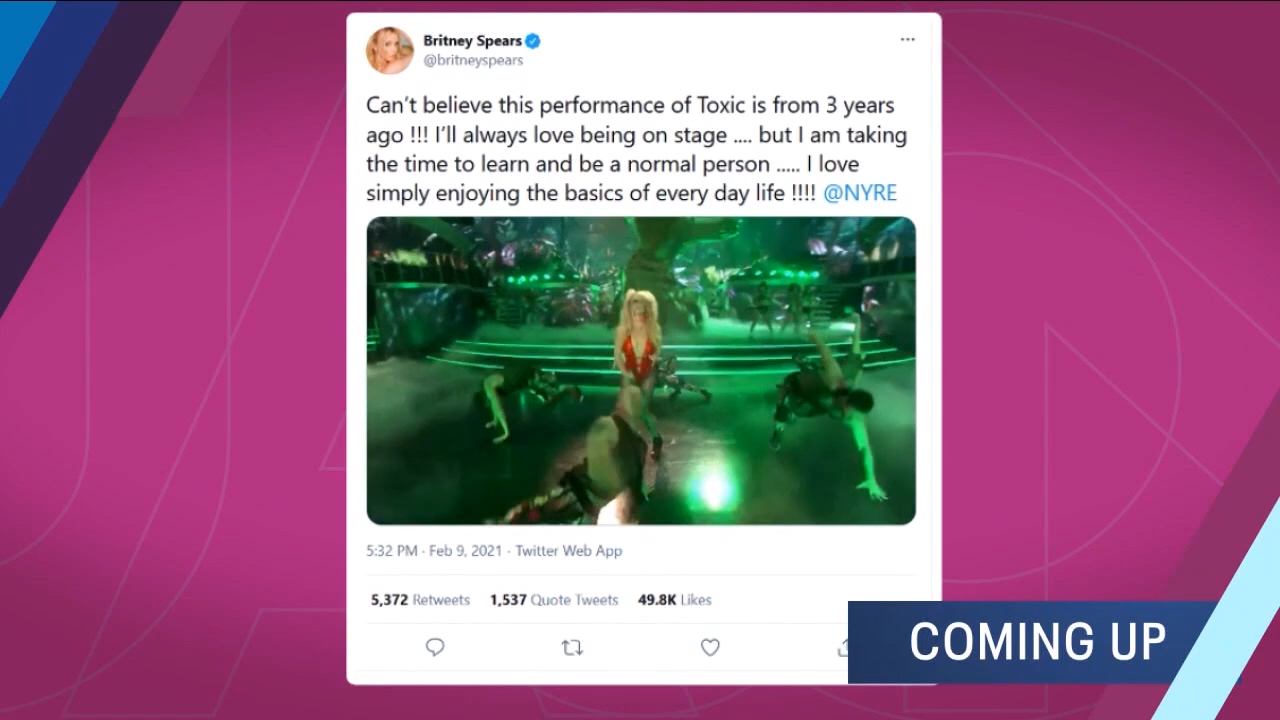 Britney Spears
@britneyspears
Can't believe this performance of Toxic is from 3 years
ago !!! I'll always love being on stage .... but I am taking
the time to learn and be a normal person ..... I love
simply enjoying the basics of every day life !!!! @NYRE
5:32 PM · Feb 9, 2021 · Twitter Web App
5,372 Retweets 1,537 Quote Tweets 49.8K Likes
COMING UP